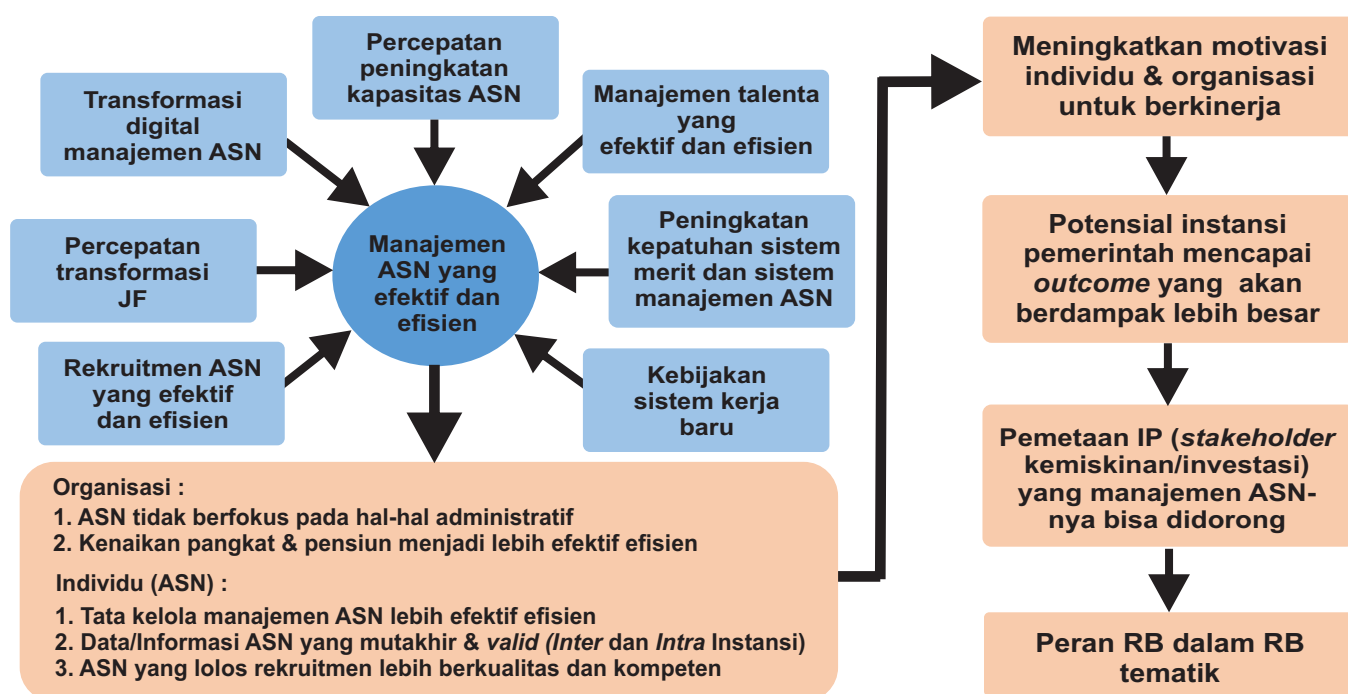 Percepatan
peningkatan
kapasitas ASN
Transformasi
digital
manajemen ASN
Manajemen talenta
yang
efektif dan efisien
Percepatan
transformasi
JF
Manajemen
ASN yang
efektif dan
efisien
Peningkatan
kepatuhan sistem
merit dan sistem
manajemen ASN
Rekruitmen ASN
yang efektif
dan efisien
Kebijakan
sistem kerja
baru
Organisasi :
1. ASN tidak berfokus pada hal-hal administratif
2. Kenaikan pangkat & pensiun menjadi lebih efektif efisien
Individu (ASN) :
1. Tata kelola manajemen ASN lebih efektif efisien
2. Data/Informasi ASN yang mutakhir & valid (Inter dan Intra Instansi)
3. ASN yang lolos rekruitmen lebih berkualitas dan kompeten
Meningkatkan motivasi
individu & organisasi
untuk berkinerja
Potensial instansi
pemerintah mencapai
outcome yang akan
berdampak lebih besar
Pemetaan IP (stakeholder
kemiskinan/investasi)
yang manajemen ASN-
nya bisa didorong
Peran RB dalam RB
tematik